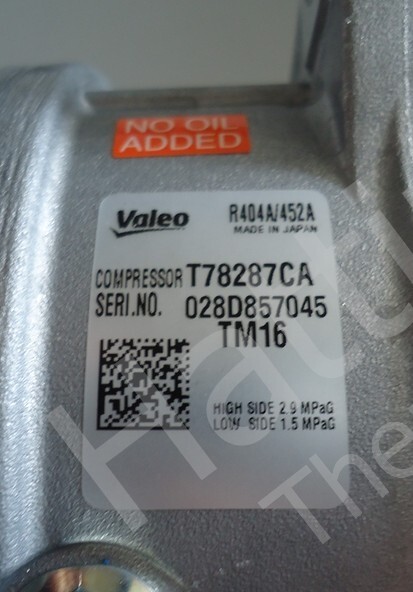 NO OIL
ADDED
Valeo R404A/452A
MADE IN JAPAN
COMPRESSOR T78287CA
SERI.NO. 028D857045
TM16
HIGH SIDE 2.9 MPaG
LOW SIDE 1.5 MPaG
The